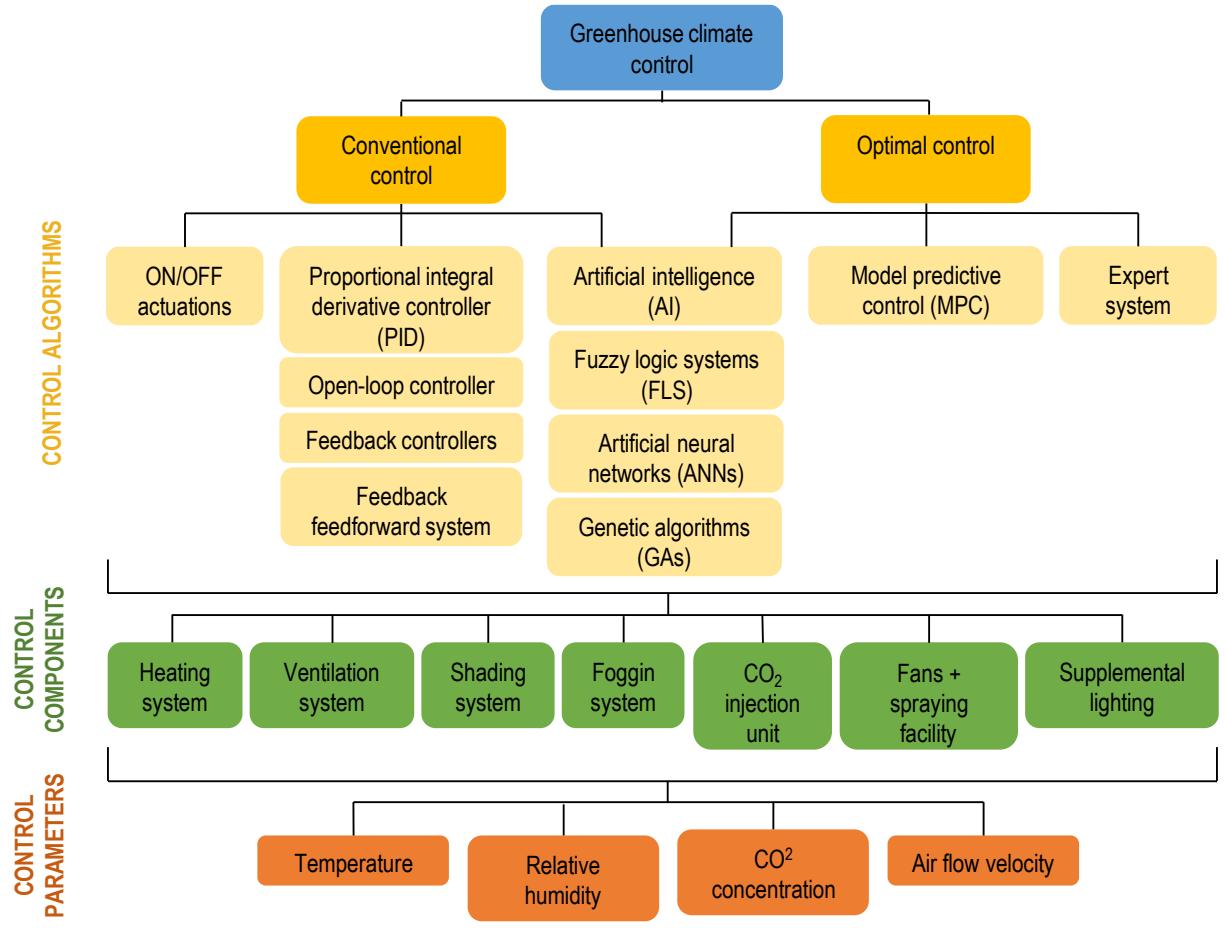 Greenhouse climate
control
Conventional
control
Optimal control
CONTROL ALGORITHMS
ON/OFF
actuations
Proportional integral
derivative controller
(PID)
Open-loop controller
Feedback controllers
Feedback
feedforward system
Artificial intelligence
(AI)
Fuzzy logic systems
(FLS)
Artificial neural
networks (ANNs)
Genetic algorithms
(GAs)
Model predictive
control (MPC)
Expert
system
CONTROL
COMPONENTS
Heating
system
Ventilation
system
Shading
system
Foggin
system
CO₂
injection
unit
Fans +
spraying
facility
Supplemental
lighting
CONTROL
PARAMETERS
Temperature
Relative
humidity
CO²
concentration
Air flow velocity